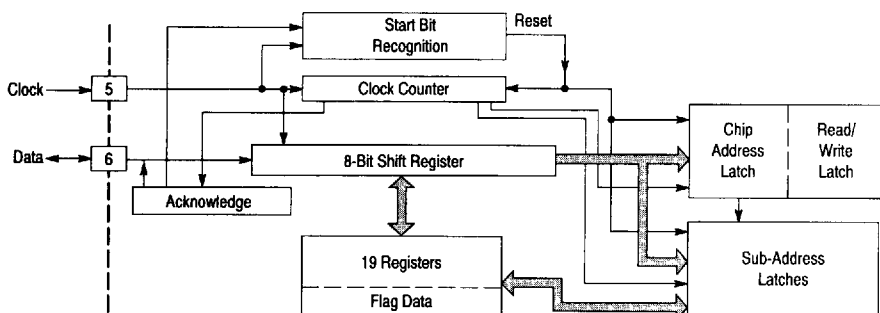 Start Bit
Recognition
Reset
Clock
5
Clock Counter
Data
6
8-Bit Shift Register
Chip
Address
Latch
Read/
Write
Latch
Acknowledge
19 Registers
Flag Data
Sub-Address
Latches